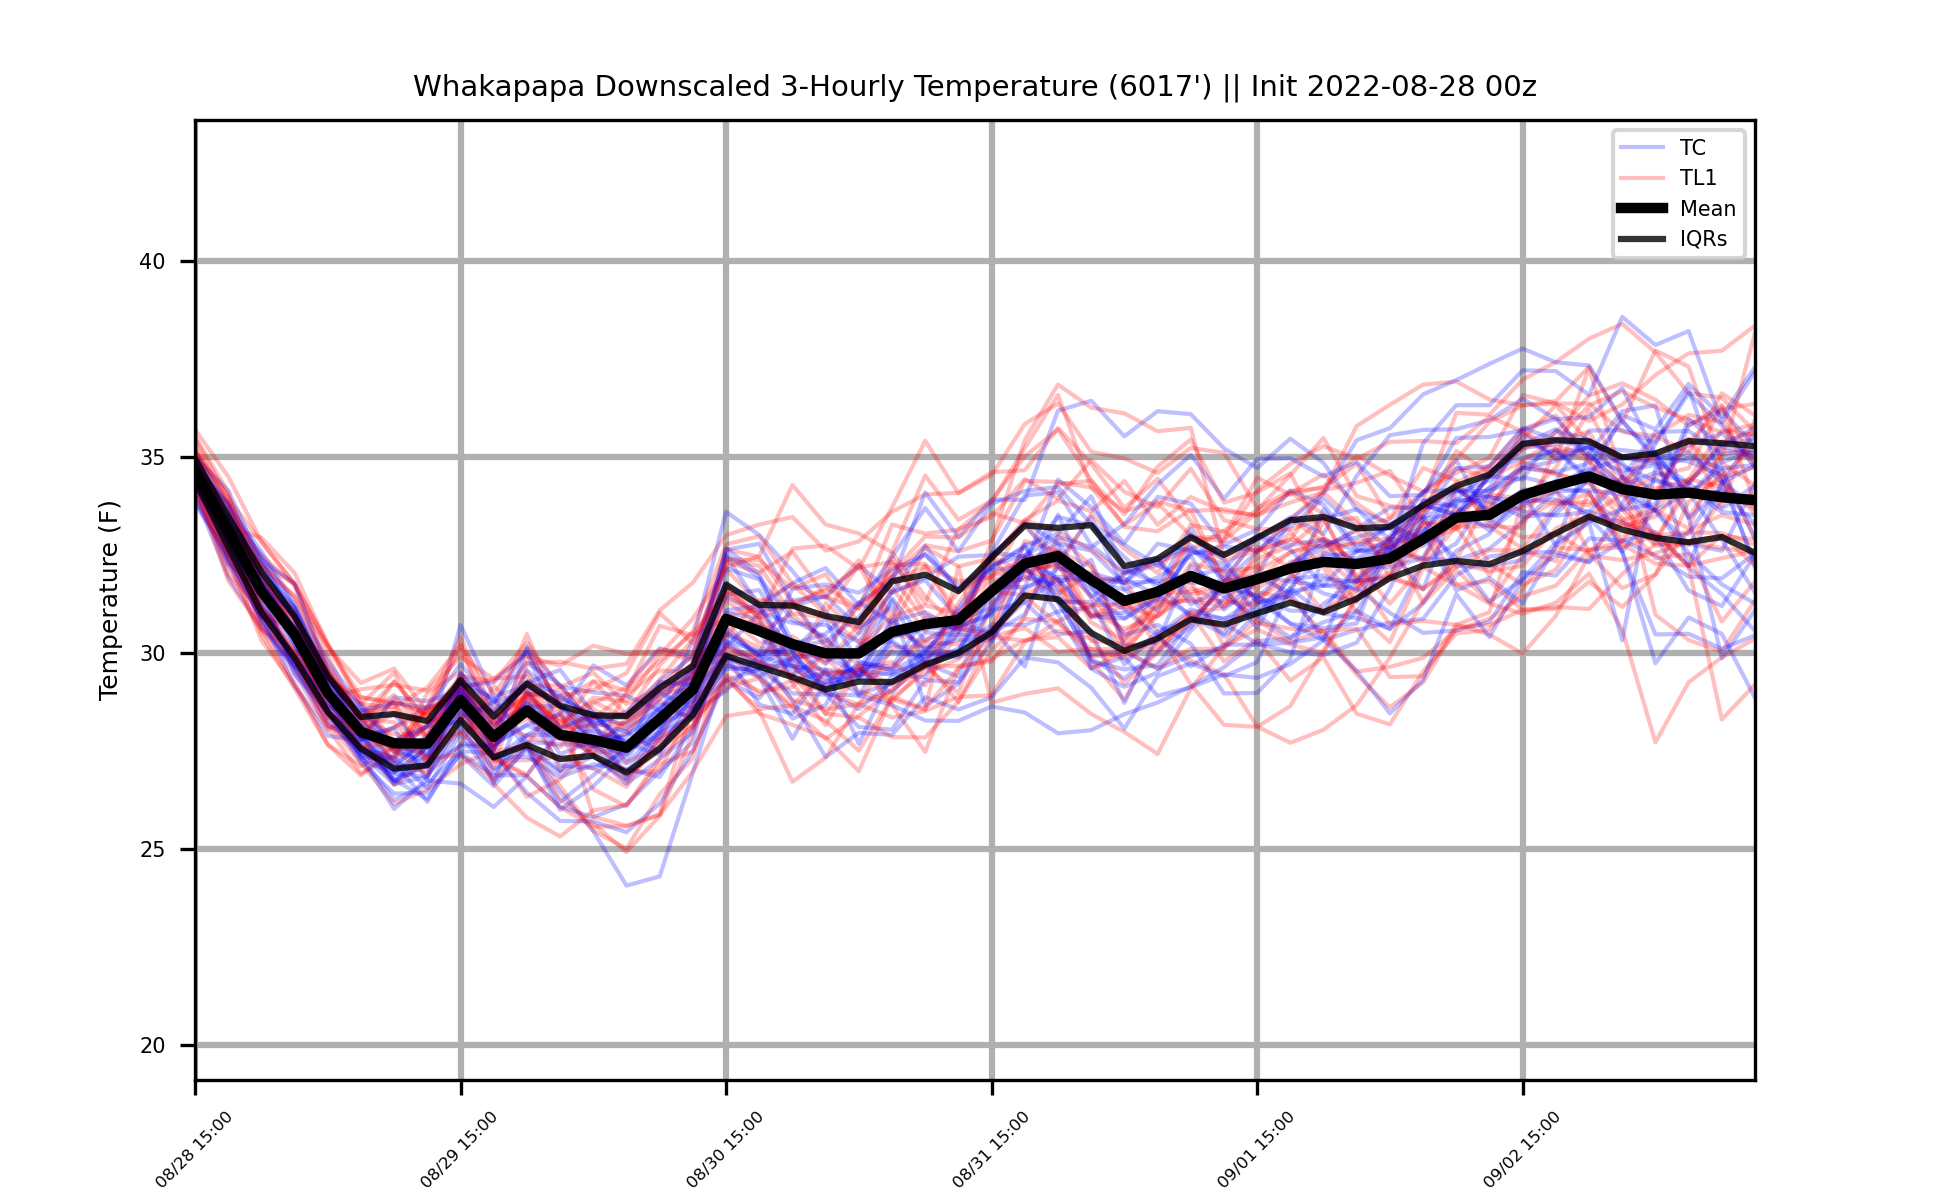 Whakapapa Downscaled 3-Hourly Temperature (6017') || Init 2022-08-28 00z
TC
TL1
Mean
IQRs
Temperature (F)
40
35
30
25
20
08/28 15:00
08/29 15:00
08/30 15:00
08/31 15:00
09/01 15:00
09/02 15:00